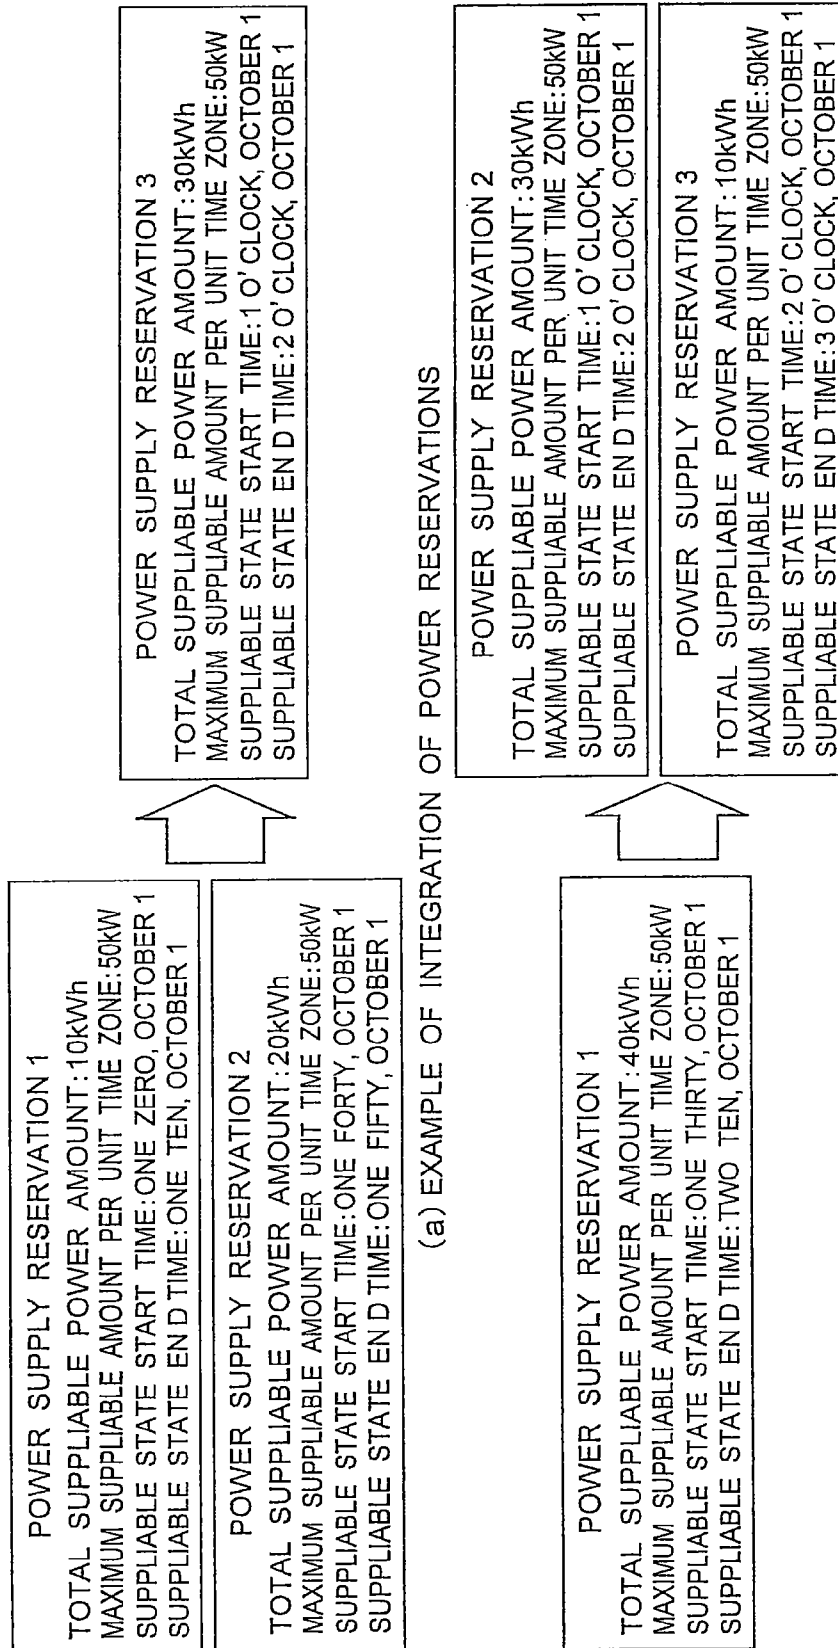 POWER SUPPLY RESERVATION 1
TOTAL SUPPLIABLE POWER AMOUNT:10kWh
MAXIMUM SUPPLIABLE AMOUNT PER UNIT TIME ZONE:50kW
SUPPLIABLE STATE START TIME:ONE ZERO, OCTOBER 1
SUPPLIABLE STATE END TIME:ONE TEN, OCTOBER 1
POWER SUPPLY RESERVATION 2
TOTAL SUPPLIABLE POWER AMOUNT:20kWh
MAXIMUM SUPPLIABLE AMOUNT PER UNIT TIME ZONE:50kW
SUPPLIABLE STATE START TIME:ONE FORTY, OCTOBER 1
SUPPLIABLE STATE END TIME:ONE FIFTY, OCTOBER 1
POWER SUPPLY RESERVATION 3
TOTAL SUPPLIABLE POWER AMOUNT:30kWh
MAXIMUM SUPPLIABLE AMOUNT PER UNIT TIME ZONE:50kW
SUPPLIABLE STATE START TIME:1 O'CLOCK, OCTOBER 1
SUPPLIABLE STATE END TIME:2 O'CLOCK, OCTOBER 1
(a) EXAMPLE OF INTEGRATION OF POWER RESERVATIONS
POWER SUPPLY RESERVATION 1
TOTAL SUPPLIABLE POWER AMOUNT:40kWh
MAXIMUM SUPPLIABLE AMOUNT PER UNIT TIME ZONE:50kW
SUPPLIABLE STATE START TIME:ONE THIRTY, OCTOBER 1
SUPPLIABLE STATE END TIME:TWO TEN, OCTOBER 1
POWER SUPPLY RESERVATION 2
TOTAL SUPPLIABLE POWER AMOUNT:30kWh
MAXIMUM SUPPLIABLE AMOUNT PER UNIT TIME ZONE:50kW
SUPPLIABLE STATE START TIME:1 O'CLOCK, OCTOBER 1
SUPPLIABLE STATE END TIME:2 O'CLOCK, OCTOBER 1
POWER SUPPLY RESERVATION 3
TOTAL SUPPLIABLE POWER AMOUNT:10kWh
MAXIMUM SUPPLIABLE AMOUNT PER UNIT TIME ZONE:50kW
SUPPLIABLE STATE START TIME:2 O'CLOCK, OCTOBER 1
SUPPLIABLE STATE END TIME:3 O'CLOCK, OCTOBER 1